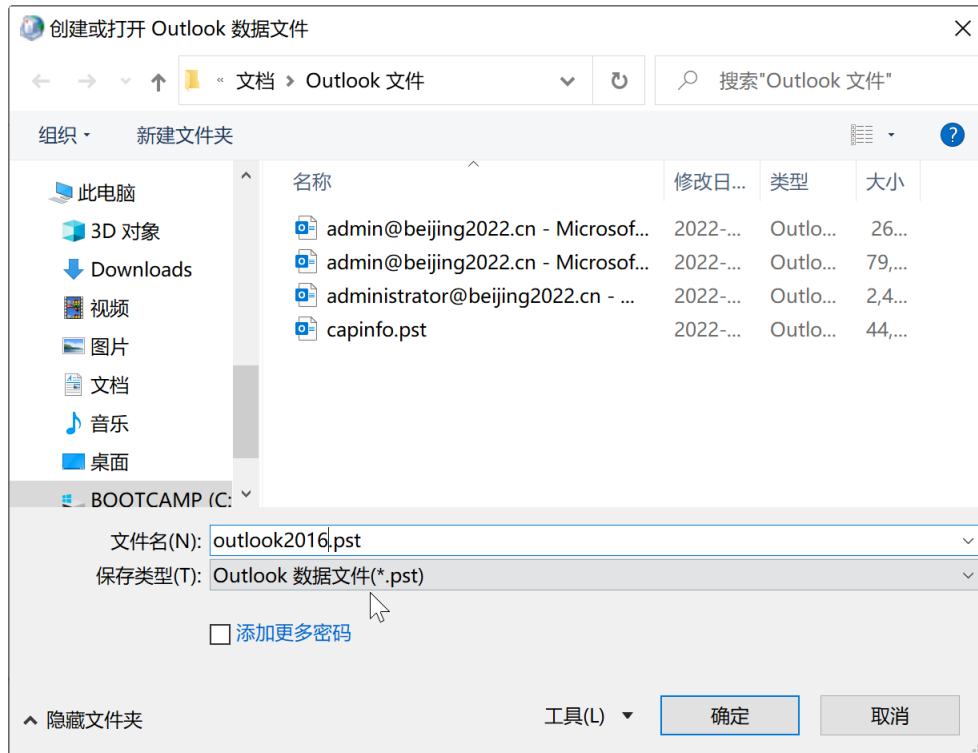 创建或打开 Outlook 数据文件
« 文档 > Outlook 文件
搜索"Outlook 文件"
组织
新建文件夹
?
此电脑
3D 对象
Downloads
视频
图片
文档
音乐
桌面
BOOTCAMP (C:
名称 修改日... 类型 大小
admin@beijing2022.cn - Microsof... 2022-... Outlo... 26...
admin@beijing2022.cn - Microsof... 2022-... Outlo... 79,...
administrator@beijing2022.cn - ... 2022-... Outlo... 2,4...
capinfo.pst 2022-... Outlo... 44,...
文件名(N): outlook2016.pst
保存类型(T): Outlook 数据文件(*.pst)
添加更多密码
隐藏文件夹
工具(L)
确定
取消